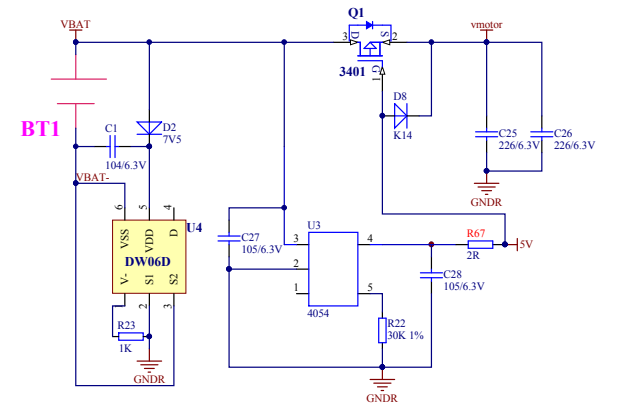 Q1
VBAT
vmotor
3
D
S
2
G
1
3401
BT1
D8
K14
C1
104/6.3V
D2
7V5
C25
226/6.3V
C26
226/6.3V
VBAT-
GNDR
6
5
4
U4
VSS
VDD
D
DW06D
V-
S1
S2
1
2
3
R23
1K
GNDR
C27
105/6.3V
U3
3
2
1
4
5
4054
R67
2R
5V
C28
105/6.3V
R22
30K 1%
GNDR